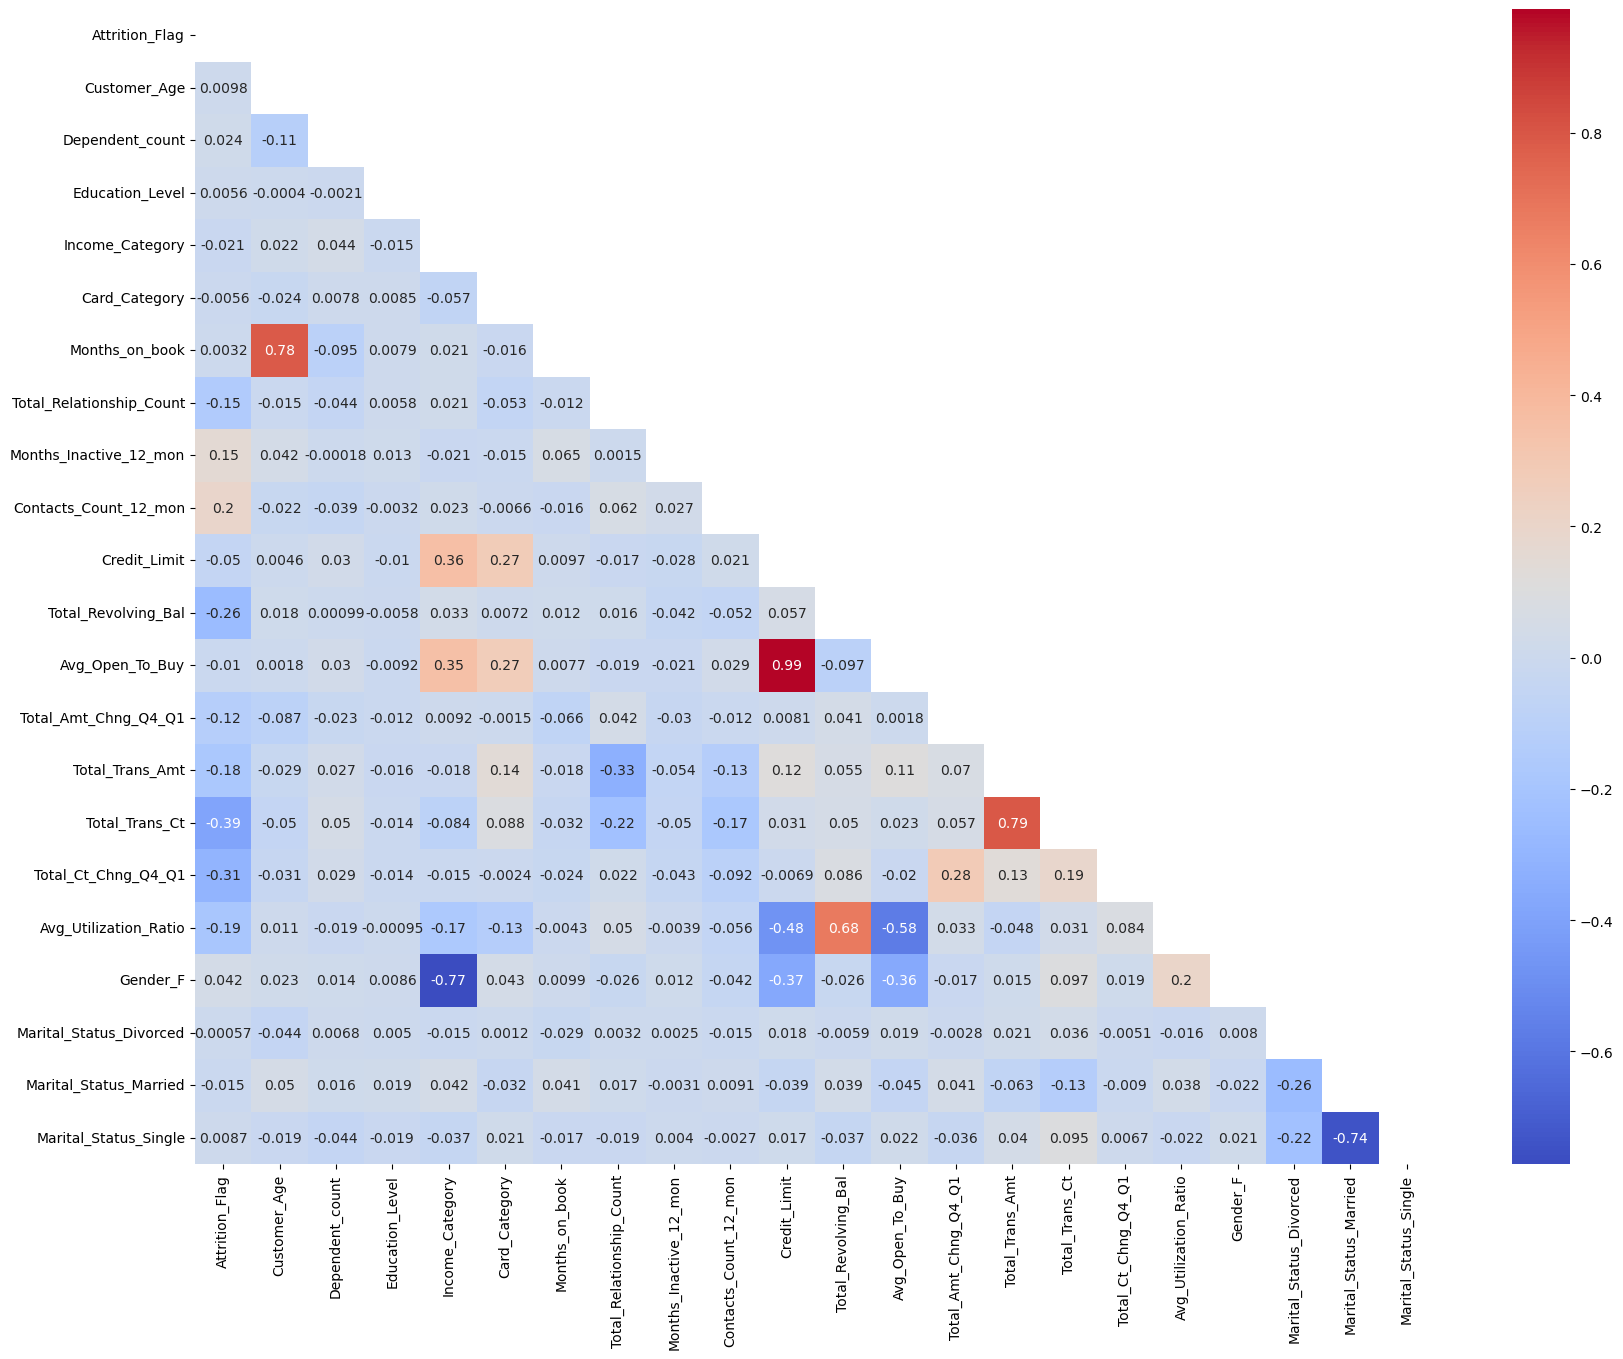 Attrition_Flag
Customer_Age 0.0098
Dependent_count 0.024 -0.11
Education_Level 0.0056 -0.0004 -0.0021
Income_Category -0.021 0.022 0.044 -0.015
Card_Category -0.0056 -0.024 0.0078 0.0085 -0.057
Months_on_book 0.0032 0.78 -0.095 0.0079 0.021 -0.016
Total_Relationship_Count -0.15 -0.015 -0.044 0.0058 0.021 -0.053 -0.012
Months_Inactive_12_mon 0.15 0.042 -0.00018 0.013 -0.021 -0.015 0.065 0.0015
Contacts_Count_12_mon 0.2 -0.022 -0.039 -0.0032 0.023 -0.0066 -0.016 0.062 0.027
Credit_Limit -0.05 0.0046 0.03 -0.01 0.36 0.27 0.0097 -0.017 -0.028 0.021
Total_Revolving_Bal -0.26 0.018 0.00099 -0.0058 0.033 0.0072 0.012 0.016 -0.042 -0.052 0.057
Avg_Open_To_Buy -0.01 0.0018 0.03 -0.0092 0.35 0.27 0.0077 -0.019 -0.021 0.029 0.99 -0.097
Total_Amt_Chng_Q4_Q1 -0.12 -0.087 -0.023 -0.012 0.0092 -0.0015 -0.066 0.042 -0.03 -0.012 0.0081 0.041 0.0018
Total_Trans_Amt -0.18 -0.029 0.027 -0.016 -0.018 0.14 -0.018 -0.33 -0.054 -0.13 0.12 0.055 0.11 0.07
Total_Trans_Ct -0.39 -0.05 0.05 -0.014 -0.084 0.088 -0.032 -0.22 -0.05 -0.17 0.031 0.05 0.023 0.057 0.79
Total_Ct_Chng_Q4_Q1 -0.31 -0.031 0.029 -0.014 -0.015 -0.0024 -0.024 0.022 -0.043 -0.092 -0.0069 0.086 -0.02 0.28 0.13 0.19
Avg_Utilization_Ratio -0.19 0.011 -0.019 -0.00095 -0.17 -0.13 -0.0043 0.05 -0.0039 -0.056 -0.48 0.68 -0.58 0.033 -0.048 0.031 0.084
Gender_F 0.042 0.023 0.014 0.0086 -0.77 0.043 0.0099 -0.026 0.012 -0.042 -0.37 -0.026 -0.36 -0.017 0.015 0.097 0.019 0.2
Marital_Status_Divorced 0.00057 -0.044 0.0068 0.005 -0.015 0.0012 -0.029 0.0032 0.0025 -0.015 0.018 -0.0059 0.019 -0.0028 0.021 0.036 -0.0051 -0.016 0.008
Marital_Status_Married -0.015 0.05 0.016 0.019 0.042 -0.032 0.041 0.017 -0.0031 0.0091 -0.039 0.039 -0.045 0.041 -0.063 -0.13 -0.009 0.038 -0.022 -0.26
Marital_Status_Single 0.0087 -0.019 -0.044 -0.019 -0.037 0.021 -0.017 -0.019 0.004 -0.0027 0.017 -0.037 0.022 -0.036 0.04 0.095 0.0067 -0.022 0.021 -0.22 -0.74
Attrition_Flag
Customer_Age
Dependent_count
Education_Level
Income_Category
Card_Category
Months_on_book
Total_Relationship_Count
Months_Inactive_12_mon
Contacts_Count_12_mon
Credit_Limit
Total_Revolving_Bal
Avg_Open_To_Buy
Total_Amt_Chng_Q4_Q1
Total_Trans_Amt
Total_Trans_Ct
Total_Ct_Chng_Q4_Q1
Avg_Utilization_Ratio
Gender_F
Marital_Status_Divorced
Marital_Status_Married
Marital_Status_Single
0.8
0.6
0.4
0.2
0.0
−0.2
−0.4
−0.6